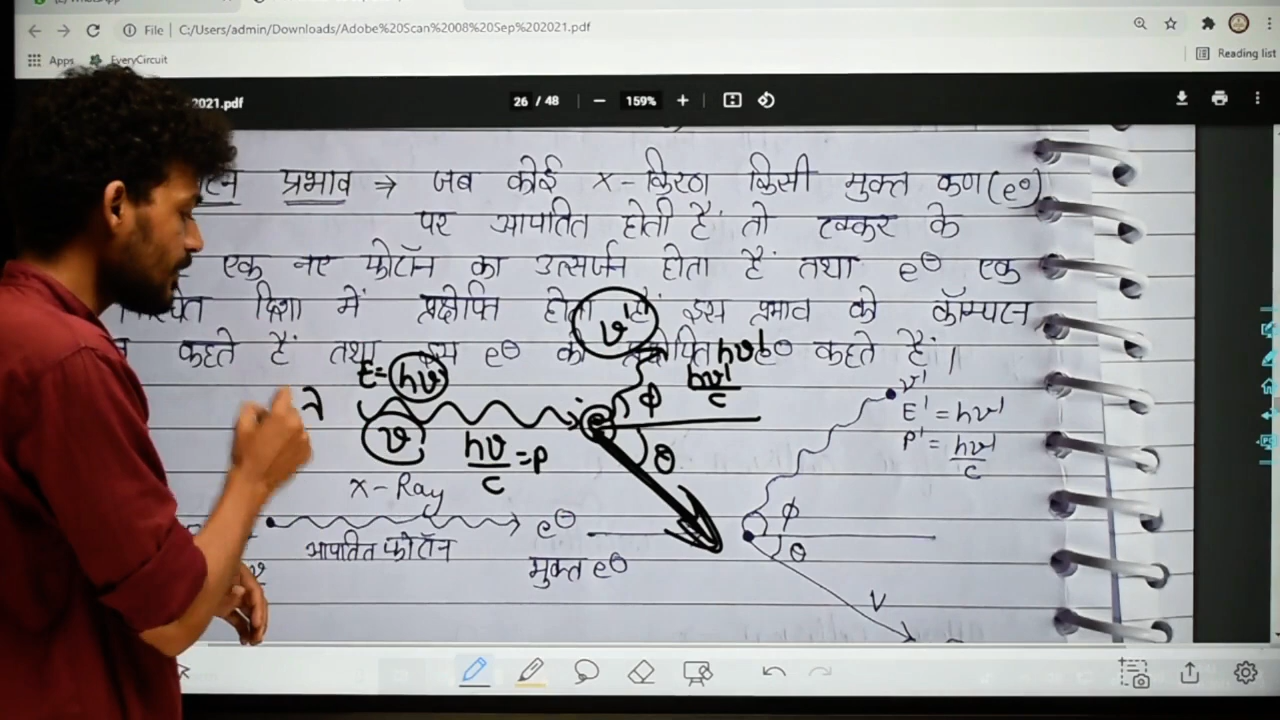 File | C:/Users/admin/Downloads/Adobe%20Scan%2008%20Sep%202021.pdf
Apps EveryCircuit Reading list
2021.pdf 26 / 48 159%
प्रभाव ⇒ जब कोई x-किरण किसी मुक्त कण (e⊖)
पर आपतित होती है तो टक्कर के
एक नए फोटॉन का उत्सर्जन होता है तथा e⊖ एक
दिशा में प्रक्षेपित होता है। इस प्रभाव को कॉम्पटन
कहते हैं तथा e⊖ को e⊖ कहते हैं।
ν'
hν'
E=hν
hν'/c
ϕ
λ
ν
hν/c = P
θ
x-Ray
ν'
E' = hν'
P' = hν'/c
आपतित फोटॉन
e⊖
मुक्त e⊖
ϕ
θ
V